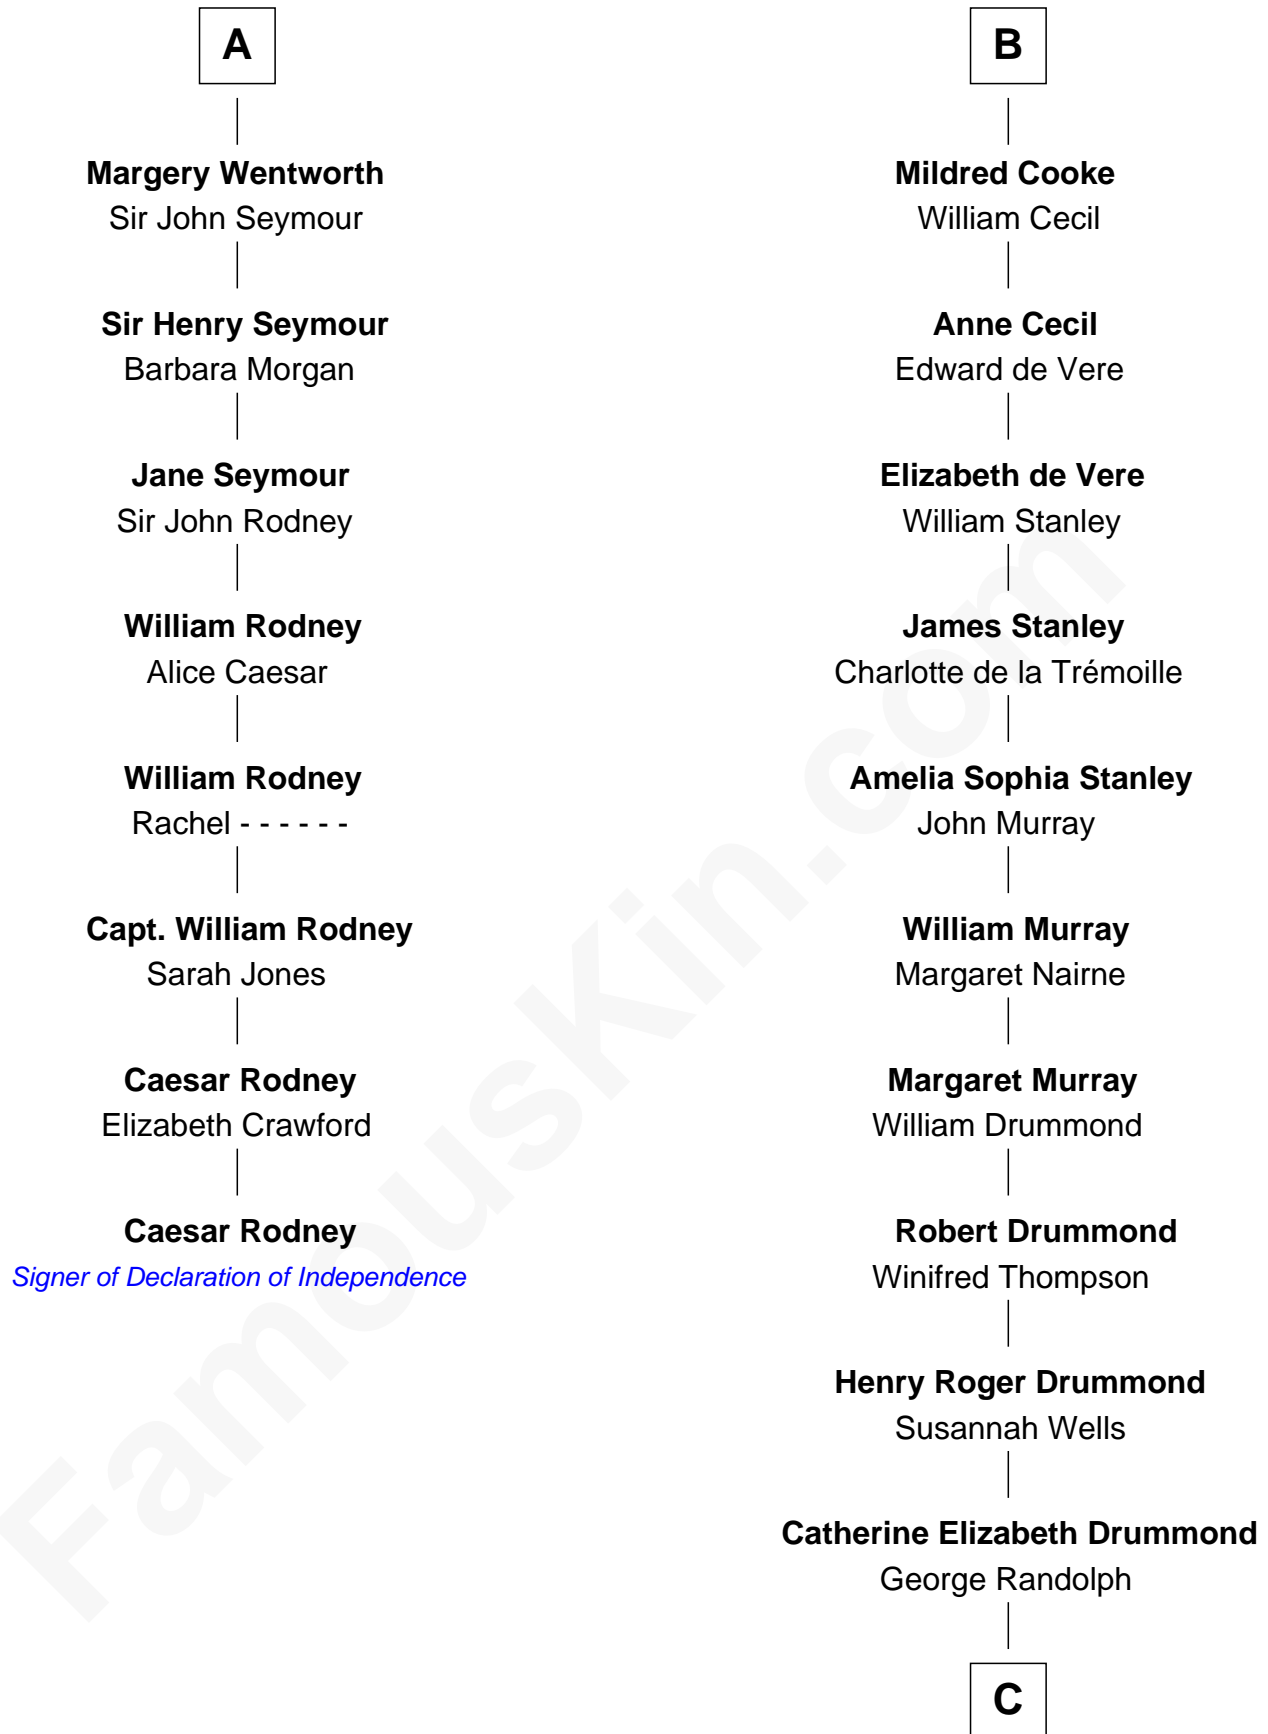 A
Margery Wentworth
Sir John Seymour
Sir Henry Seymour
Barbara Morgan
Jane Seymour
Sir John Rodney
William Rodney
Alice Caesar
William Rodney
Rachel - - - - - -
Capt. William Rodney
Sarah Jones
Caesar Rodney
Elizabeth Crawford
Caesar Rodney
Signer of Declaration of Independence
B
Mildred Cooke
William Cecil
Anne Cecil
Edward de Vere
Elizabeth de Vere
William Stanley
James Stanley
Charlotte de la Trémoille
Amelia Sophia Stanley
John Murray
William Murray
Margaret Nairne
Margaret Murray
William Drummond
Robert Drummond
Winifred Thompson
Henry Roger Drummond
Susannah Wells
Catherine Elizabeth Drummond
George Randolph
C
FamousKin.com